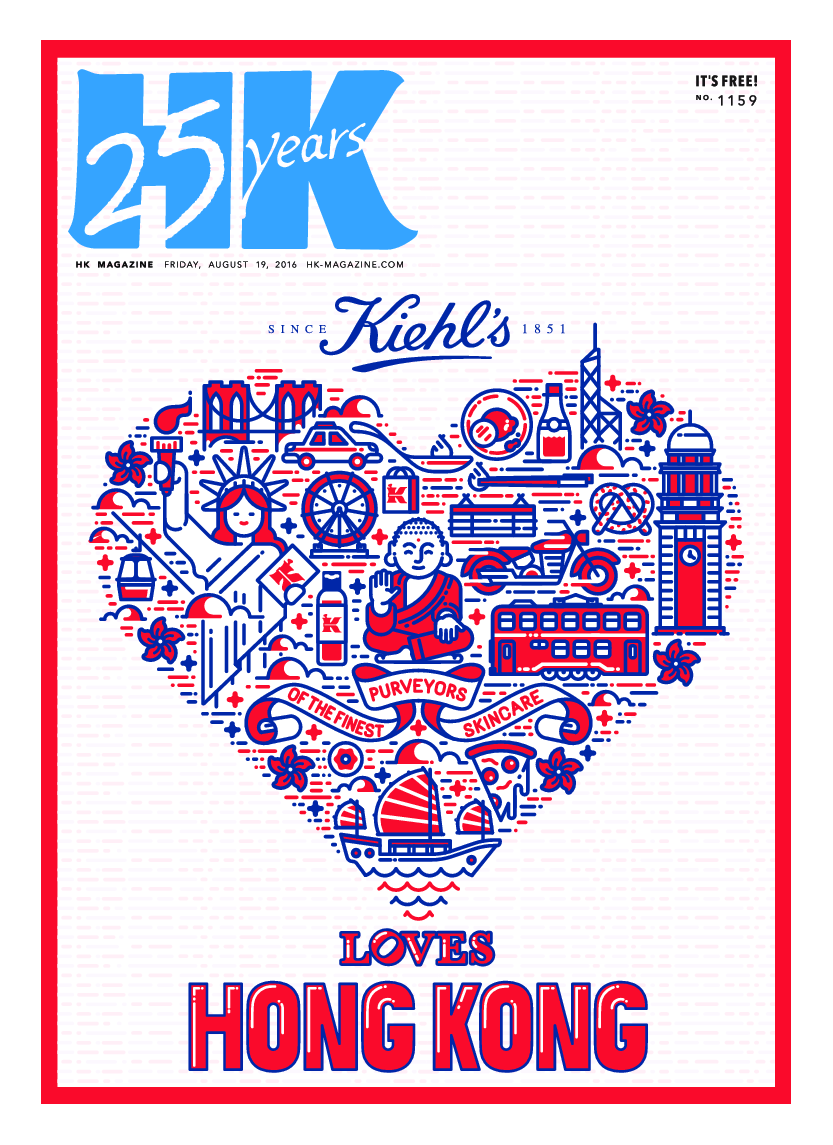 HK
25 years
IT'S FREE!
NO. 1159
HK MAGAZINE FRIDAY, AUGUST 19, 2016 HK-MAGAZINE.COM
SINCE Kiehl's 1851
K
K
K
PURVEYORS
OF THE FINEST SKINCARE
LOVES
HONG KONG